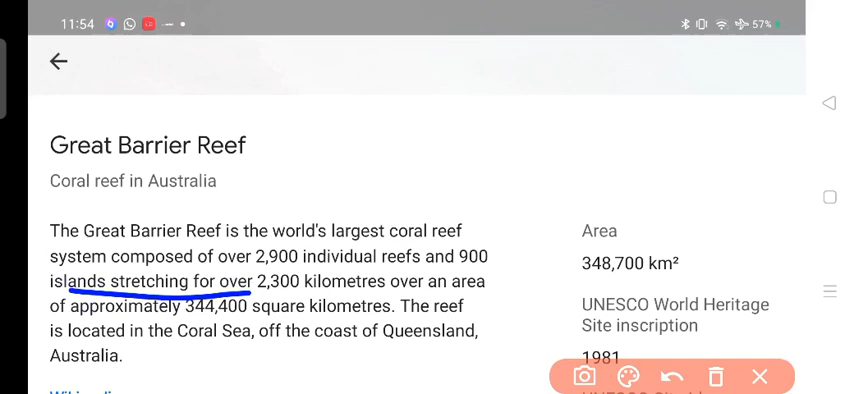 11:54
57%
Great Barrier Reef
Coral reef in Australia
The Great Barrier Reef is the world's largest coral reef
system composed of over 2,900 individual reefs and 900
islands stretching for over 2,300 kilometres over an area
of approximately 344,400 square kilometres. The reef
is located in the Coral Sea, off the coast of Queensland,
Australia.
Area
348,700 km²
UNESCO World Heritage
Site inscription
1981